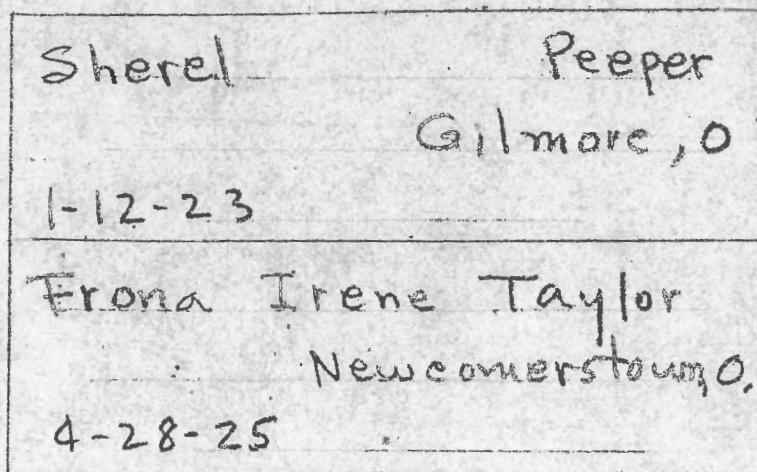 Sherel Peeper
Gilmore, O
1-12-23
Erona Irene Taylor
Newcomerstown, O.
4-28-25